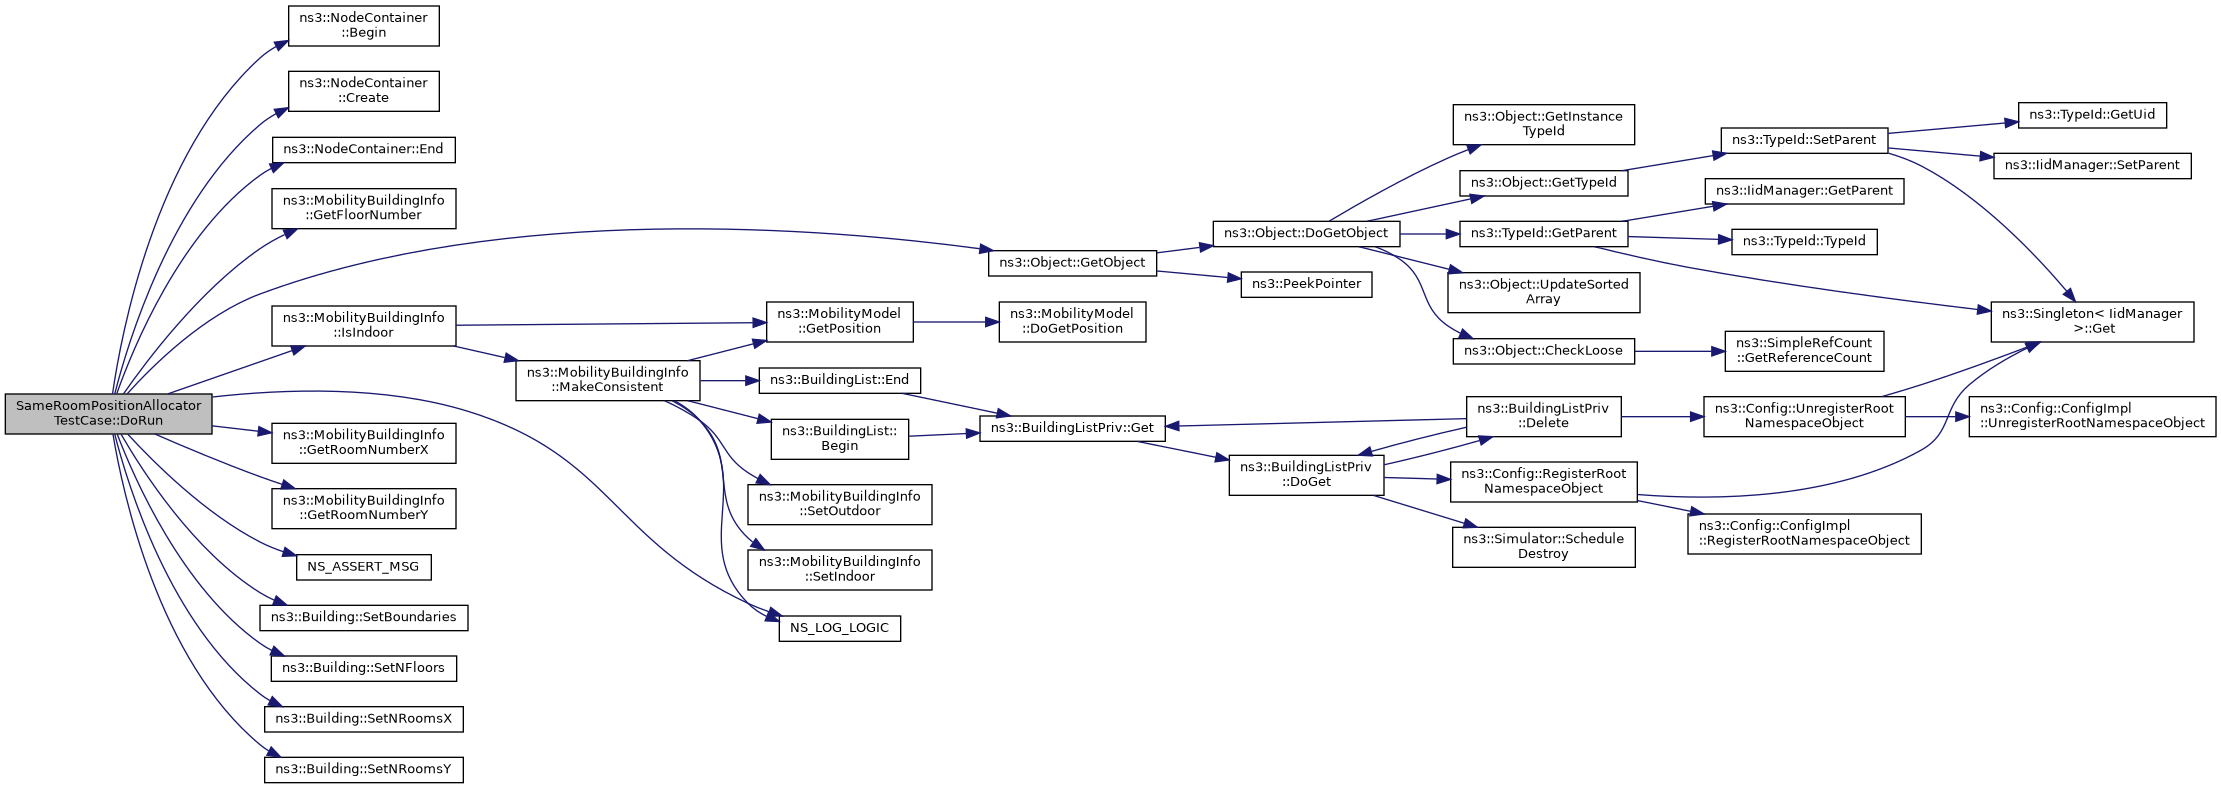 SameRoomPositionAllocator
TestCase::DoRun
ns3::NodeContainer
::Begin
ns3::NodeContainer
::Create
ns3::NodeContainer::End
ns3::MobilityBuildingInfo
::GetFloorNumber
ns3::Object::GetObject
ns3::MobilityBuildingInfo
::IsIndoor
ns3::MobilityBuildingInfo
::GetRoomNumberX
ns3::MobilityBuildingInfo
::GetRoomNumberY
NS_ASSERT_MSG
ns3::Building::SetBoundaries
ns3::Building::SetNFloors
ns3::Building::SetNRoomsX
ns3::Building::SetNRoomsY
ns3::MobilityBuildingInfo
::MakeConsistent
ns3::MobilityModel
::GetPosition
ns3::BuildingList::End
ns3::BuildingList::
Begin
ns3::MobilityBuildingInfo
::SetOutdoor
ns3::MobilityBuildingInfo
::SetIndoor
NS_LOG_LOGIC
ns3::MobilityModel
::DoGetPosition
ns3::BuildingListPriv::Get
ns3::Object::DoGetObject
ns3::PeekPointer
ns3::BuildingListPriv
::DoGet
ns3::Object::GetInstance
TypeId
ns3::Object::GetTypeId
ns3::TypeId::GetParent
ns3::Object::UpdateSorted
Array
ns3::Object::CheckLoose
ns3::BuildingListPriv
::Delete
ns3::Config::RegisterRoot
NamespaceObject
ns3::Simulator::Schedule
Destroy
ns3::TypeId::SetParent
ns3::IidManager::GetParent
ns3::TypeId::TypeId
ns3::SimpleRefCount
::GetReferenceCount
ns3::Config::UnregisterRoot
NamespaceObject
ns3::Config::ConfigImpl
::RegisterRootNamespaceObject
ns3::TypeId::GetUid
ns3::IidManager::SetParent
ns3::Singleton< IidManager
>::Get
ns3::Config::ConfigImpl
::UnregisterRootNamespaceObject